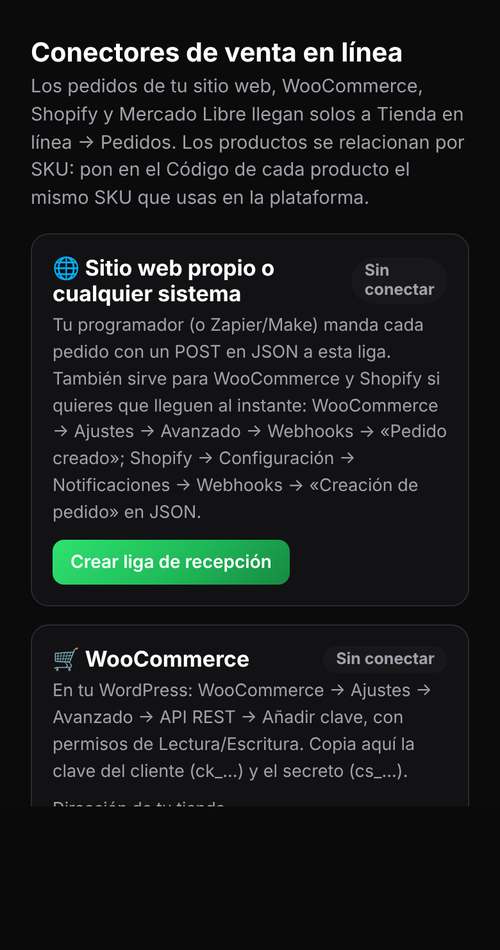 Conectores de venta en línea
Los pedidos de tu sitio web, WooCommerce,
Shopify y Mercado Libre llegan solos a Tienda en
línea → Pedidos. Los productos se relacionan por
SKU: pon en el Código de cada producto el
mismo SKU que usas en la plataforma.
🌐 Sitio web propio o
cualquier sistema
Sin
conectar
Tu programador (o Zapier/Make) manda cada
pedido con un POST en JSON a esta liga.
También sirve para WooCommerce y Shopify si
quieres que lleguen al instante: WooCommerce
→ Ajustes → Avanzado → Webhooks → «Pedido
creado»; Shopify → Configuración →
Notificaciones → Webhooks → «Creación de
pedido» en JSON.
Crear liga de recepción
🛒 WooCommerce
Sin conectar
En tu WordPress: WooCommerce → Ajustes →
Avanzado → API REST → Añadir clave, con
permisos de Lectura/Escritura. Copia aquí la
clave del cliente (ck_…) y el secreto (cs_…).
Dirección de tu tienda